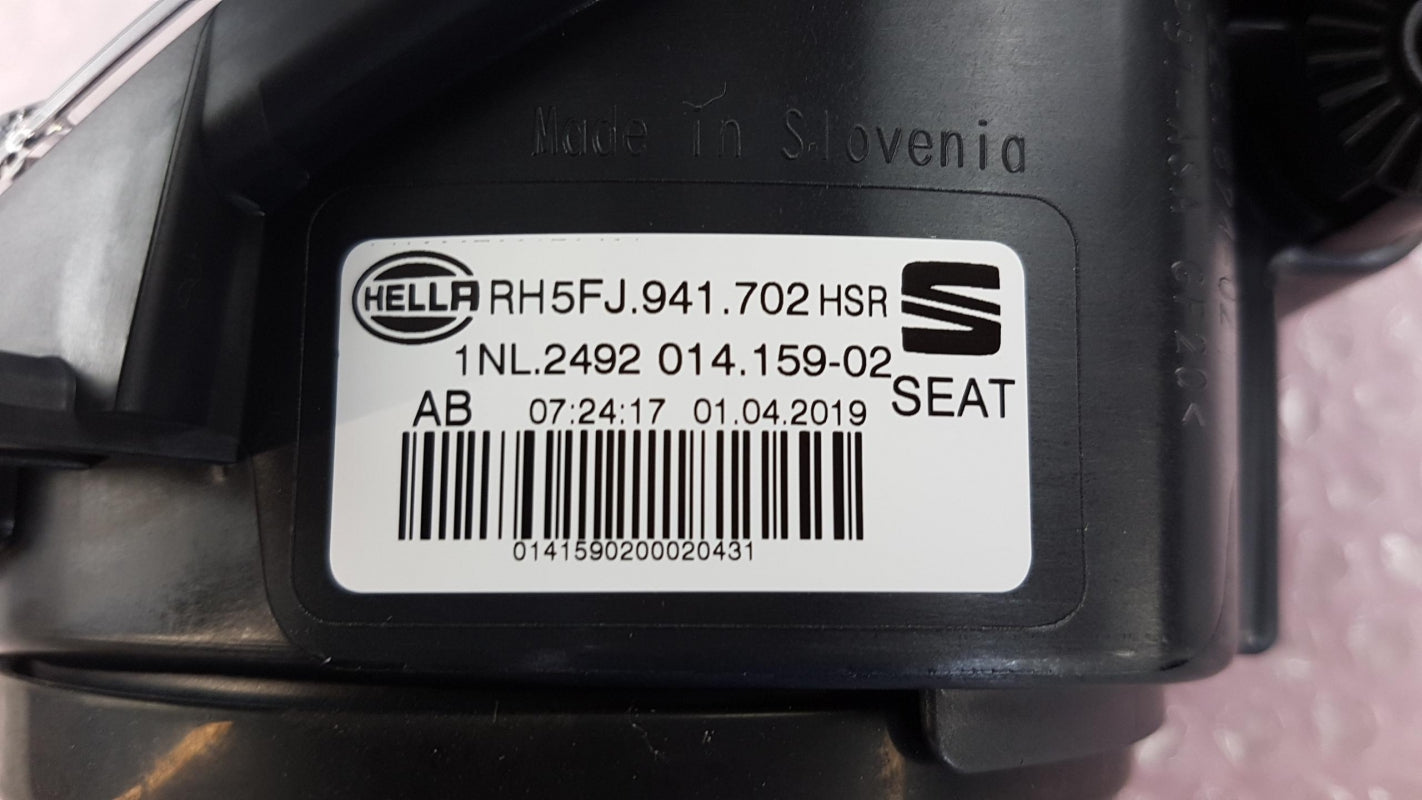 Made in Slovenia
HELLA RH5FJ.941.702 HSR
1NL.2492 014.159-02
SEAT
AB 07:24:17 01.04.2019
0141590200020431